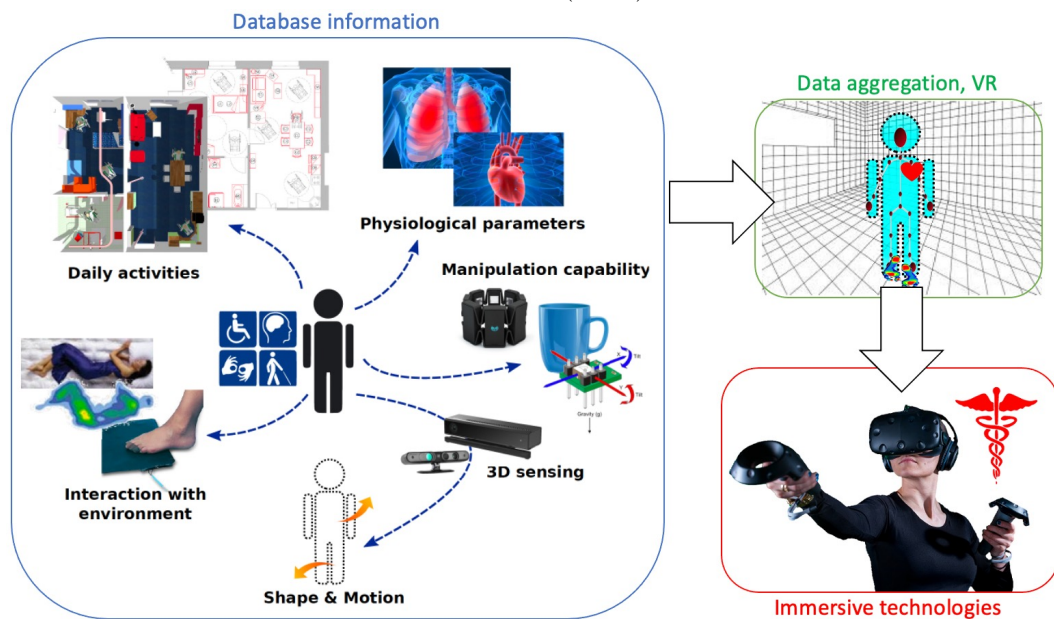 Database information
Data aggregation, VR
Physiological parameters
Daily activities
Manipulation capability
Gravity (g)
3D sensing
Interaction with
environment
Shape & Motion
Immersive technologies